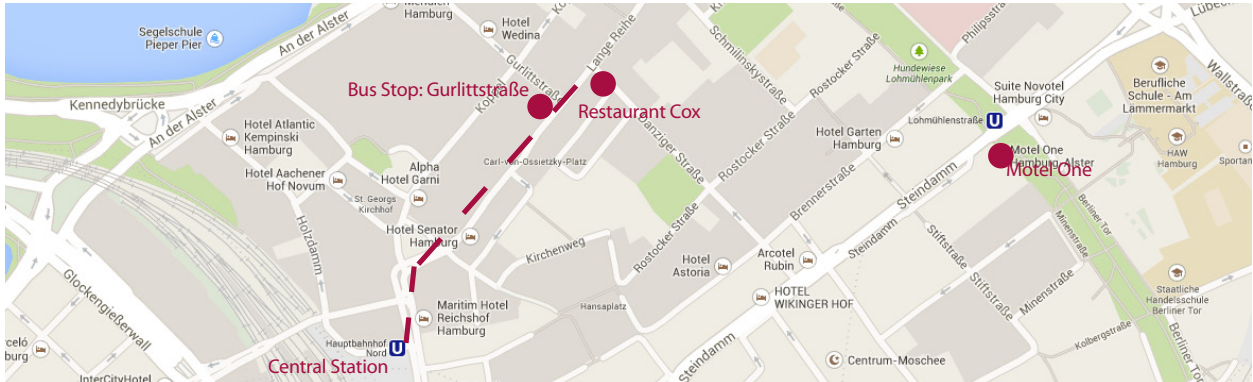 Segelschule
Pieper Pier
An der Alster
Meridian
Hamburg
Hotel
Wedina
Lange Reihe
Gurlittstraße
Schmilinskystraße
Rostocker Straße
Philipsstraße
Wallstraße
Hundewiese
Lohmühlenpark
Suite Novotel
Hamburg City
Berufliche
Schule - Am
Lämmermarkt
Kennedybrücke
An der Alster
Bus Stop: Gurlittstraße
Restaurant Cox
Hotel Atlantic
Kempinski
Hamburg
Danziger Straße
Rostocker Straße
Hotel Garten
Hamburg
Lohmühlenstraße
U
HAW
Hamburg
Motel One
Hamburg-Alster
Motel One
Steindamm
Hotel Aachener
Hof Novum
Alpha
Hotel Garni
Carl-von-Ossietzky-Platz
St. Georgs
Kirchhof
Brennerstraße
Holzdamm
Hotel Senator
Hamburg
Kirchenweg
Rostocker Straße
Hotel
Astoria
Arcotel
Rubin
Steindamm
Stiftstraße
Stiftstraße
Minenstraße
Minenstraße
Berliner Tor
Staatliche
Handelsschule
Berliner Tor
Berliner Tor
Kolbergstraße
Glockengießerwall
Maritim Hotel
Reichshof
Hamburg
Hansaplatz
HOTEL
WIKINGER HOF
Steindamm
Hauptbahnhof
Nord
U
Central Station
InterCityHotel
Centrum-Moschee